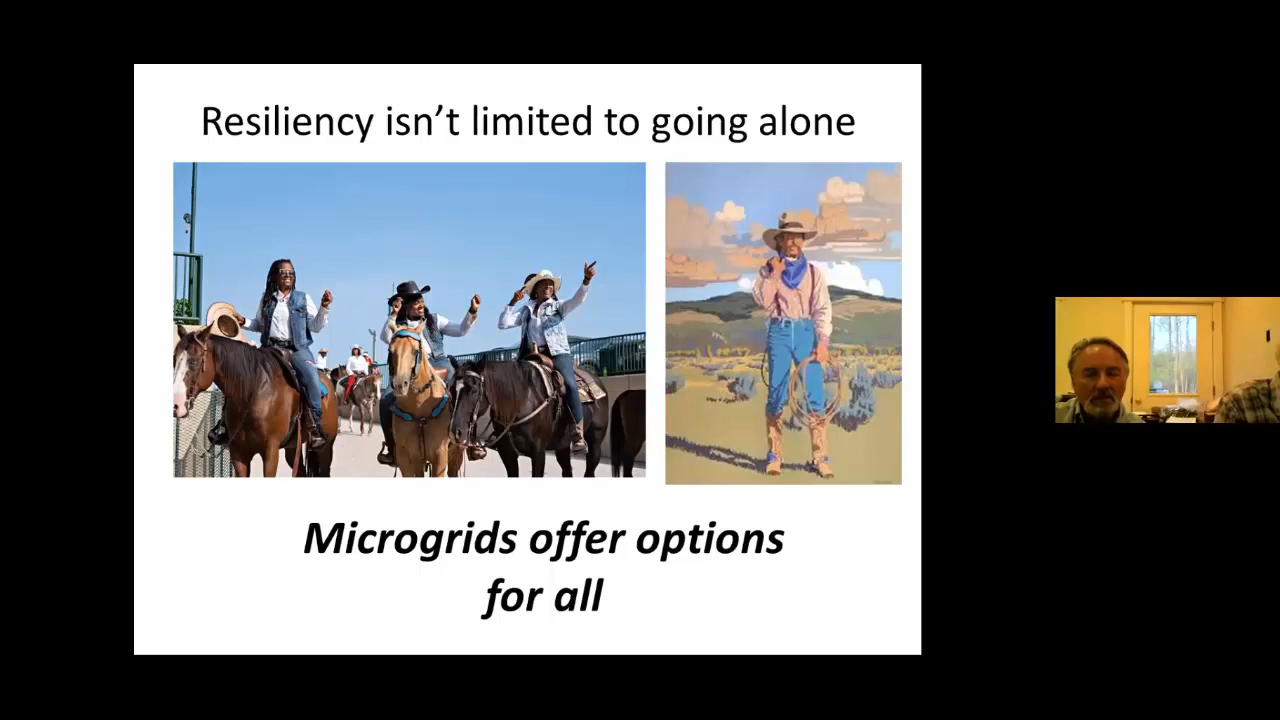 Resiliency isn’t limited to going alone
Microgrids offer options
for all